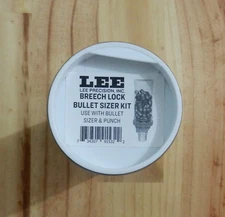 LEE
LEE PRECISION, INC.
BREECH LOCK
BULLET SIZER KIT
USE WITH BULLET
SIZER & PUNCH